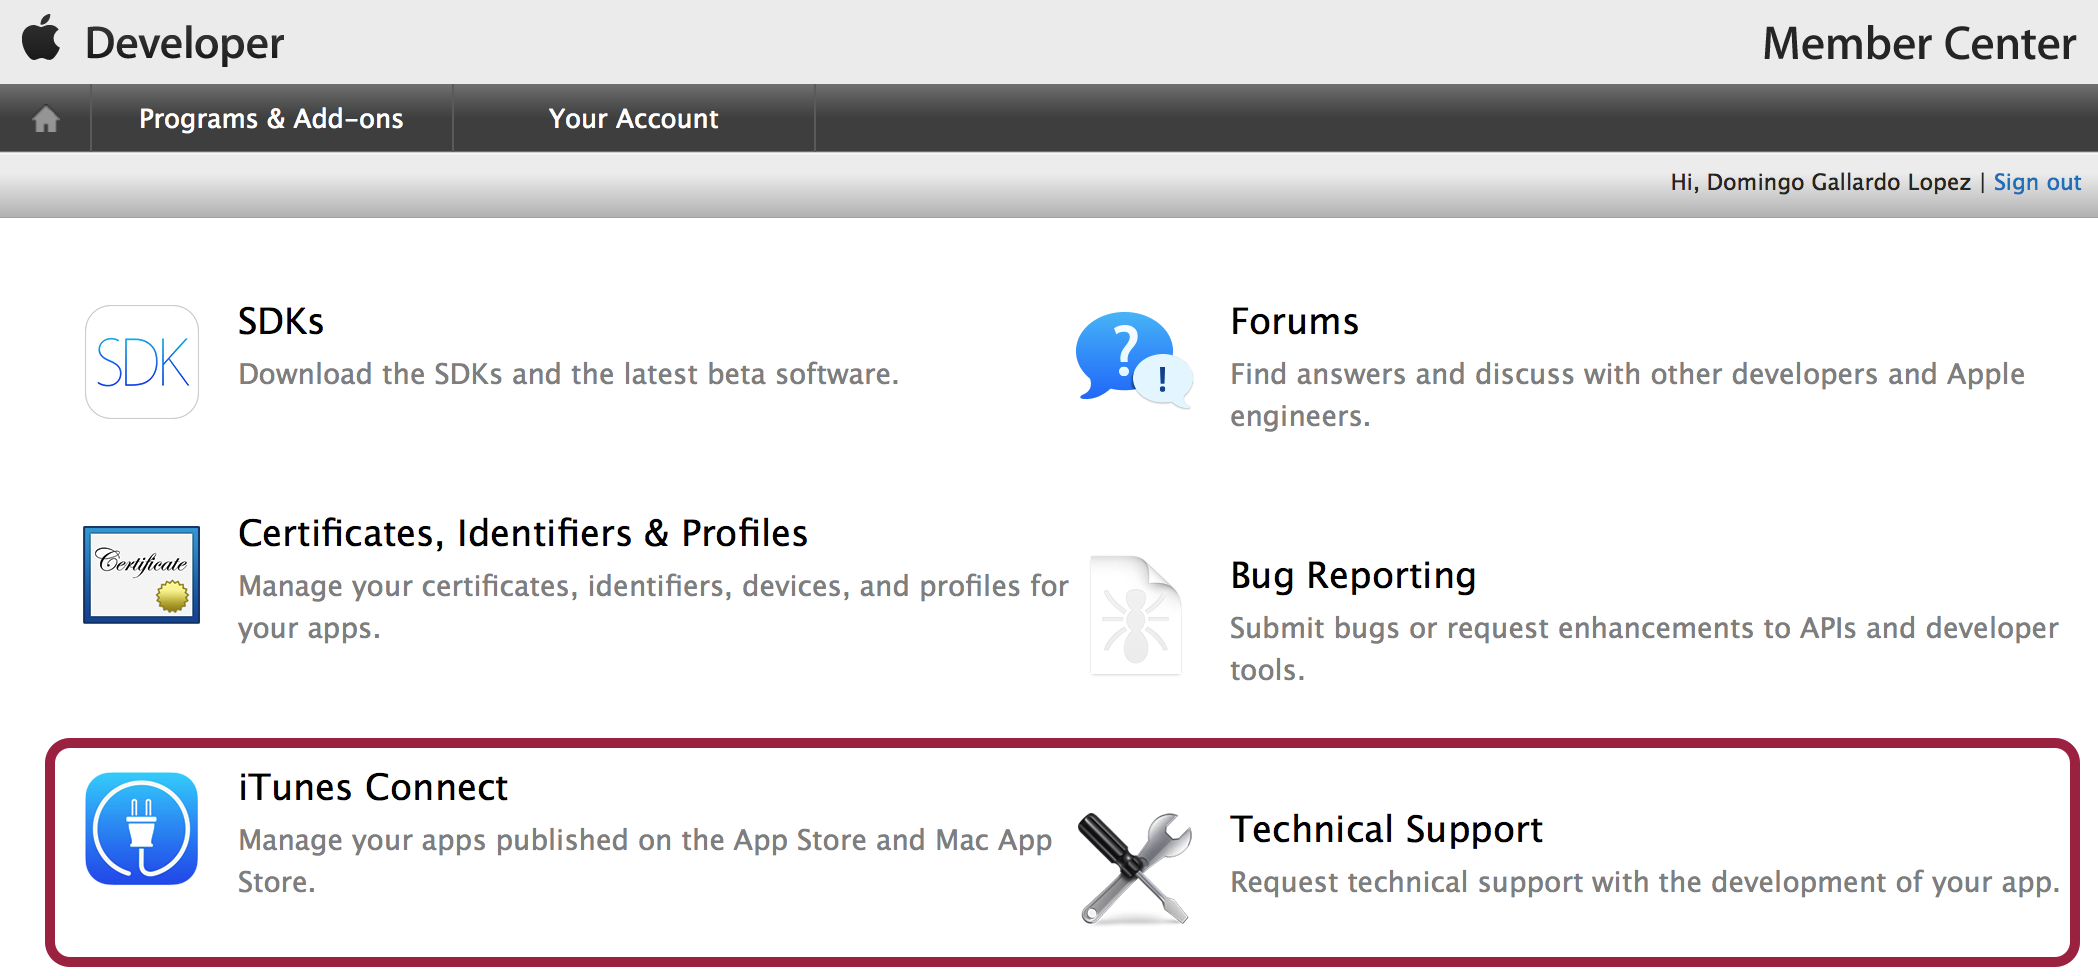 Developer
Member Center
Programs & Add-ons
Your Account
Hi, Domingo Gallardo Lopez | Sign out
SDK
SDKs
Download the SDKs and the latest beta software.
?
!
Forums
Find answers and discuss with other developers and Apple
engineers.
Certificate
Certificates, Identifiers & Profiles
Manage your certificates, identifiers, devices, and profiles for
your apps.
Bug Reporting
Submit bugs or request enhancements to APIs and developer
tools.
iTunes Connect
Manage your apps published on the App Store and Mac App
Store.
Technical Support
Request technical support with the development of your app.